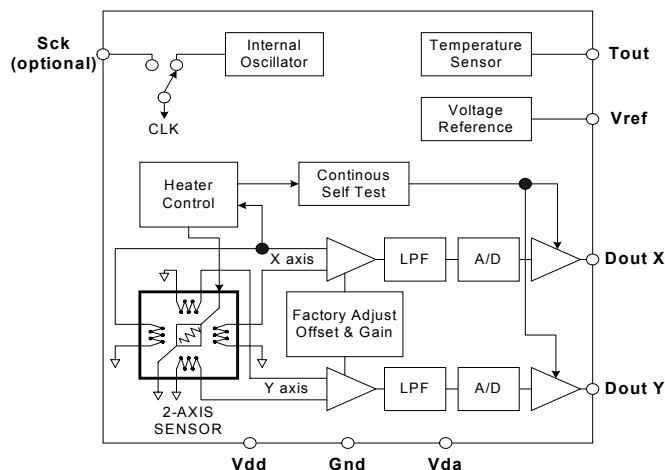 Sck
(optional)
Internal
Oscillator
CLK
Temperature
Sensor
Tout
Voltage
Reference
Vref
Heater
Control
Continous
Self Test
X axis
LPF
A/D
Dout X
Factory Adjust
Offset & Gain
Y axis
LPF
A/D
Dout Y
2-AXIS
SENSOR
Vdd
Gnd
Vda